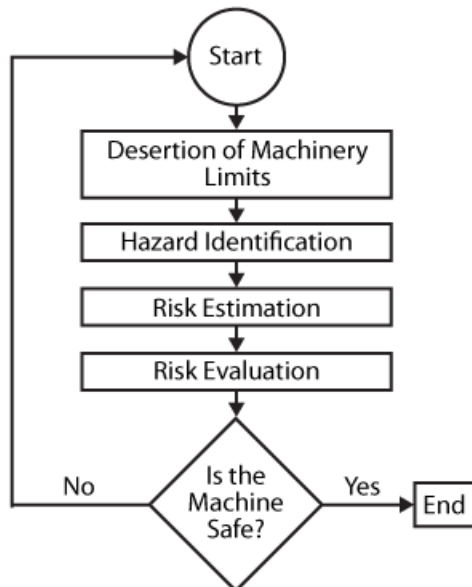 Start
Desertion of Machinery
Limits
Hazard Identification
Risk Estimation
Risk Evaluation
Is the
Machine
Safe?
No
Yes
End